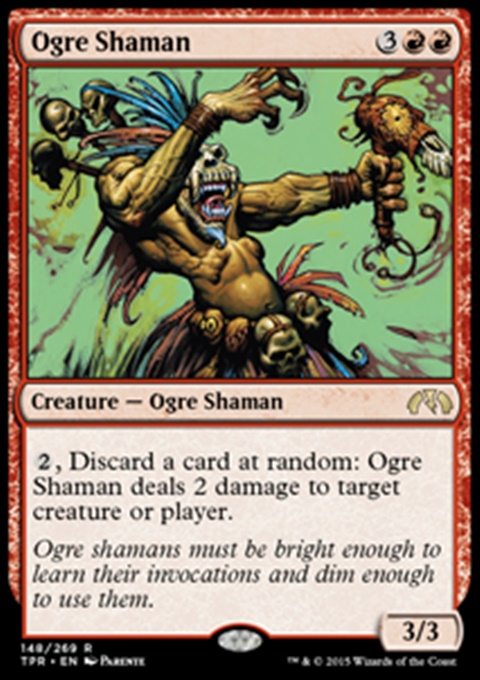 Ogre Shaman 3
Creature — Ogre Shaman
2, Discard a card at random: Ogre
Shaman deals 2 damage to target
creature or player.
Ogre shamans must be bright enough to
learn their invocations and dim enough
to use them.
3/3
148/269 R
TPR • EN Parente ™ & © 2015 Wizards of the Coast